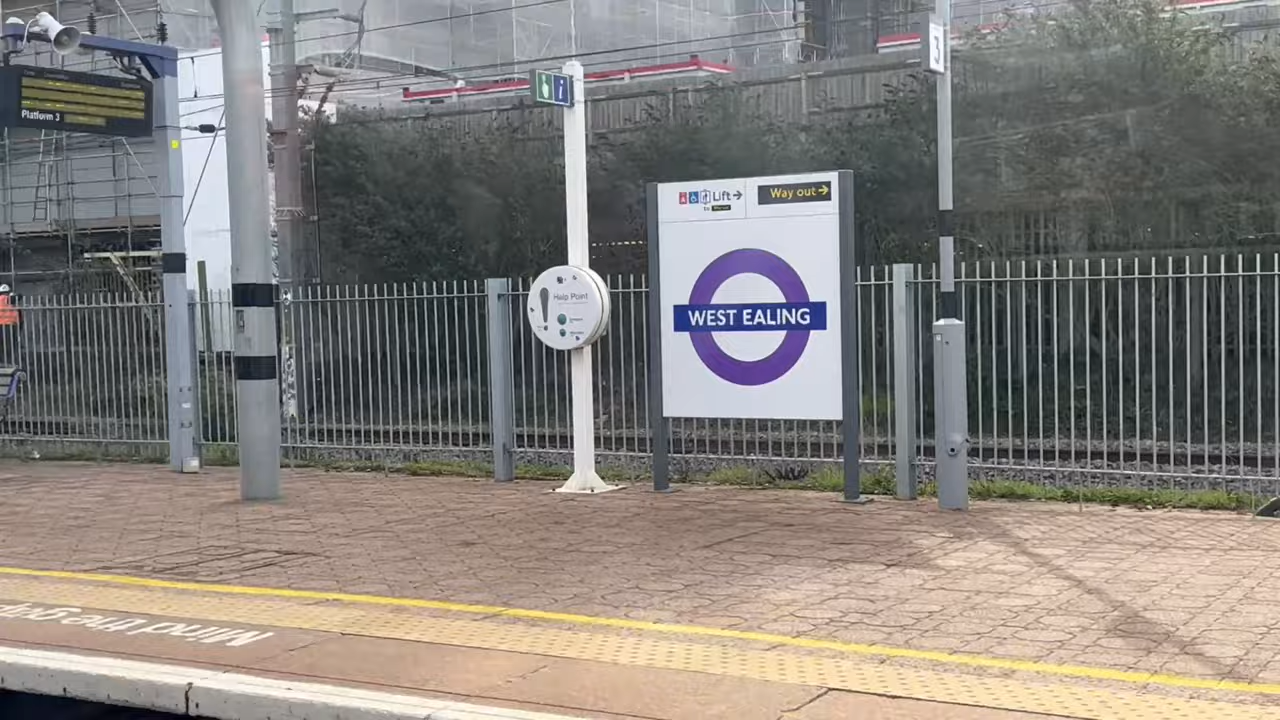 Platform 3
i
3
Lift →
Way out →
Help Point
WEST EALING
Mind the gap